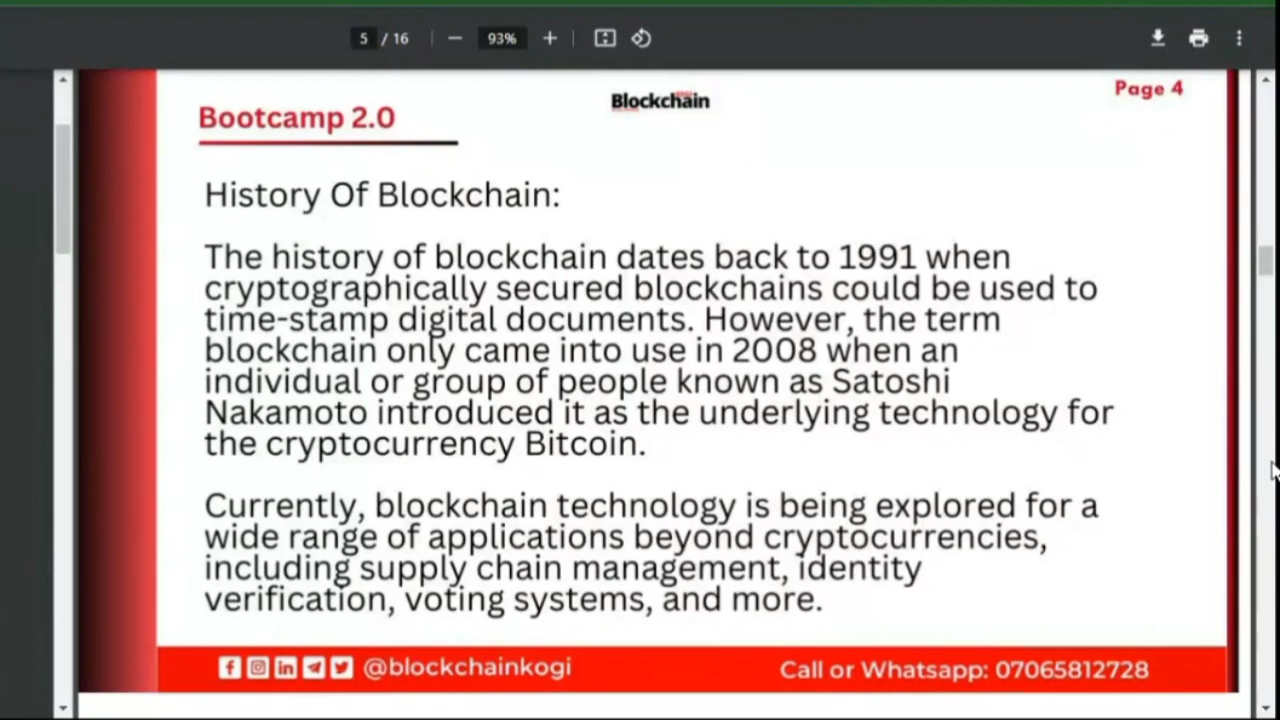 5 / 16
93%
Page 4
Blockchain
Bootcamp 2.0
History Of Blockchain:
The history of blockchain dates back to 1991 when
cryptographically secured blockchains could be used to
time-stamp digital documents. However, the term
blockchain only came into use in 2008 when an
individual or group of people known as Satoshi
Nakamoto introduced it as the underlying technology for
the cryptocurrency Bitcoin.
Currently, blockchain technology is being explored for a
wide range of applications beyond cryptocurrencies,
including supply chain management, identity
verification, voting systems, and more.
@blockchainkogi
Call or Whatsapp: 07065812728